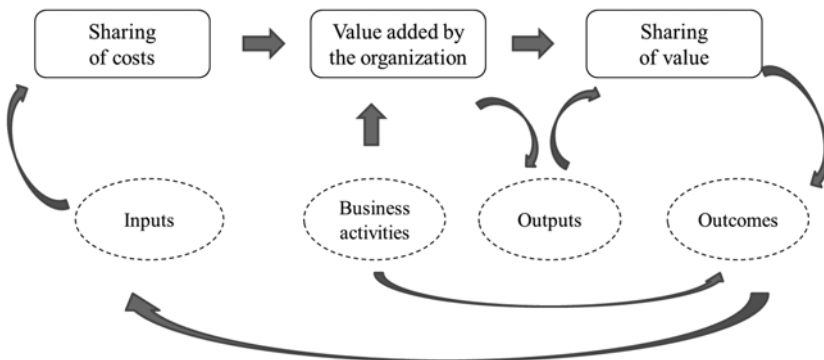 Sharing
of costs
Value added by
the organization
Sharing
of value
Inputs
Business
activities
Outputs
Outcomes